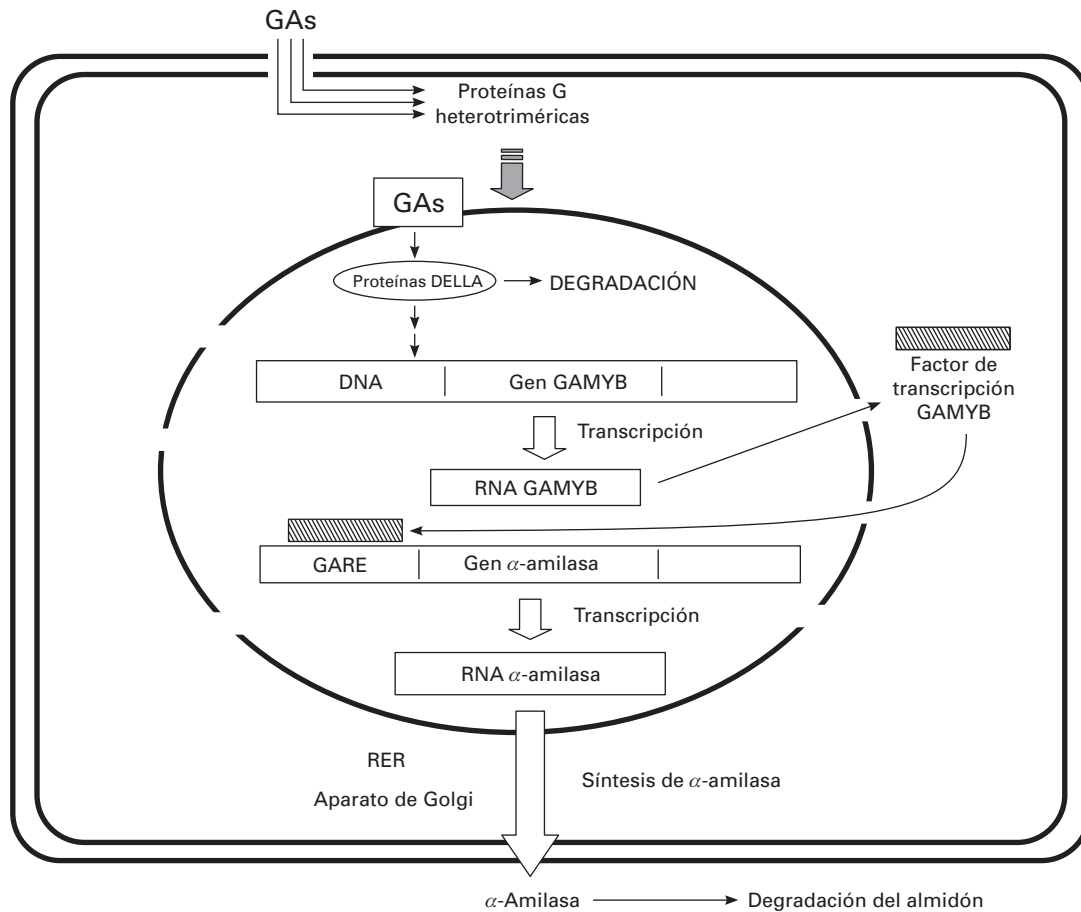 GAs
Proteínas G
heterotriméricas
GAs
Proteínas DELLA
DEGRADACIÓN
DNA
Gen GAMYB
Factor de
transcripción
GAMYB
Transcripción
RNA GAMYB
GARE
Gen α-amilasa
Transcripción
RNA α-amilasa
RER
Aparato de Golgi
Síntesis de α-amilasa
α-Amilasa
Degradación del almidón